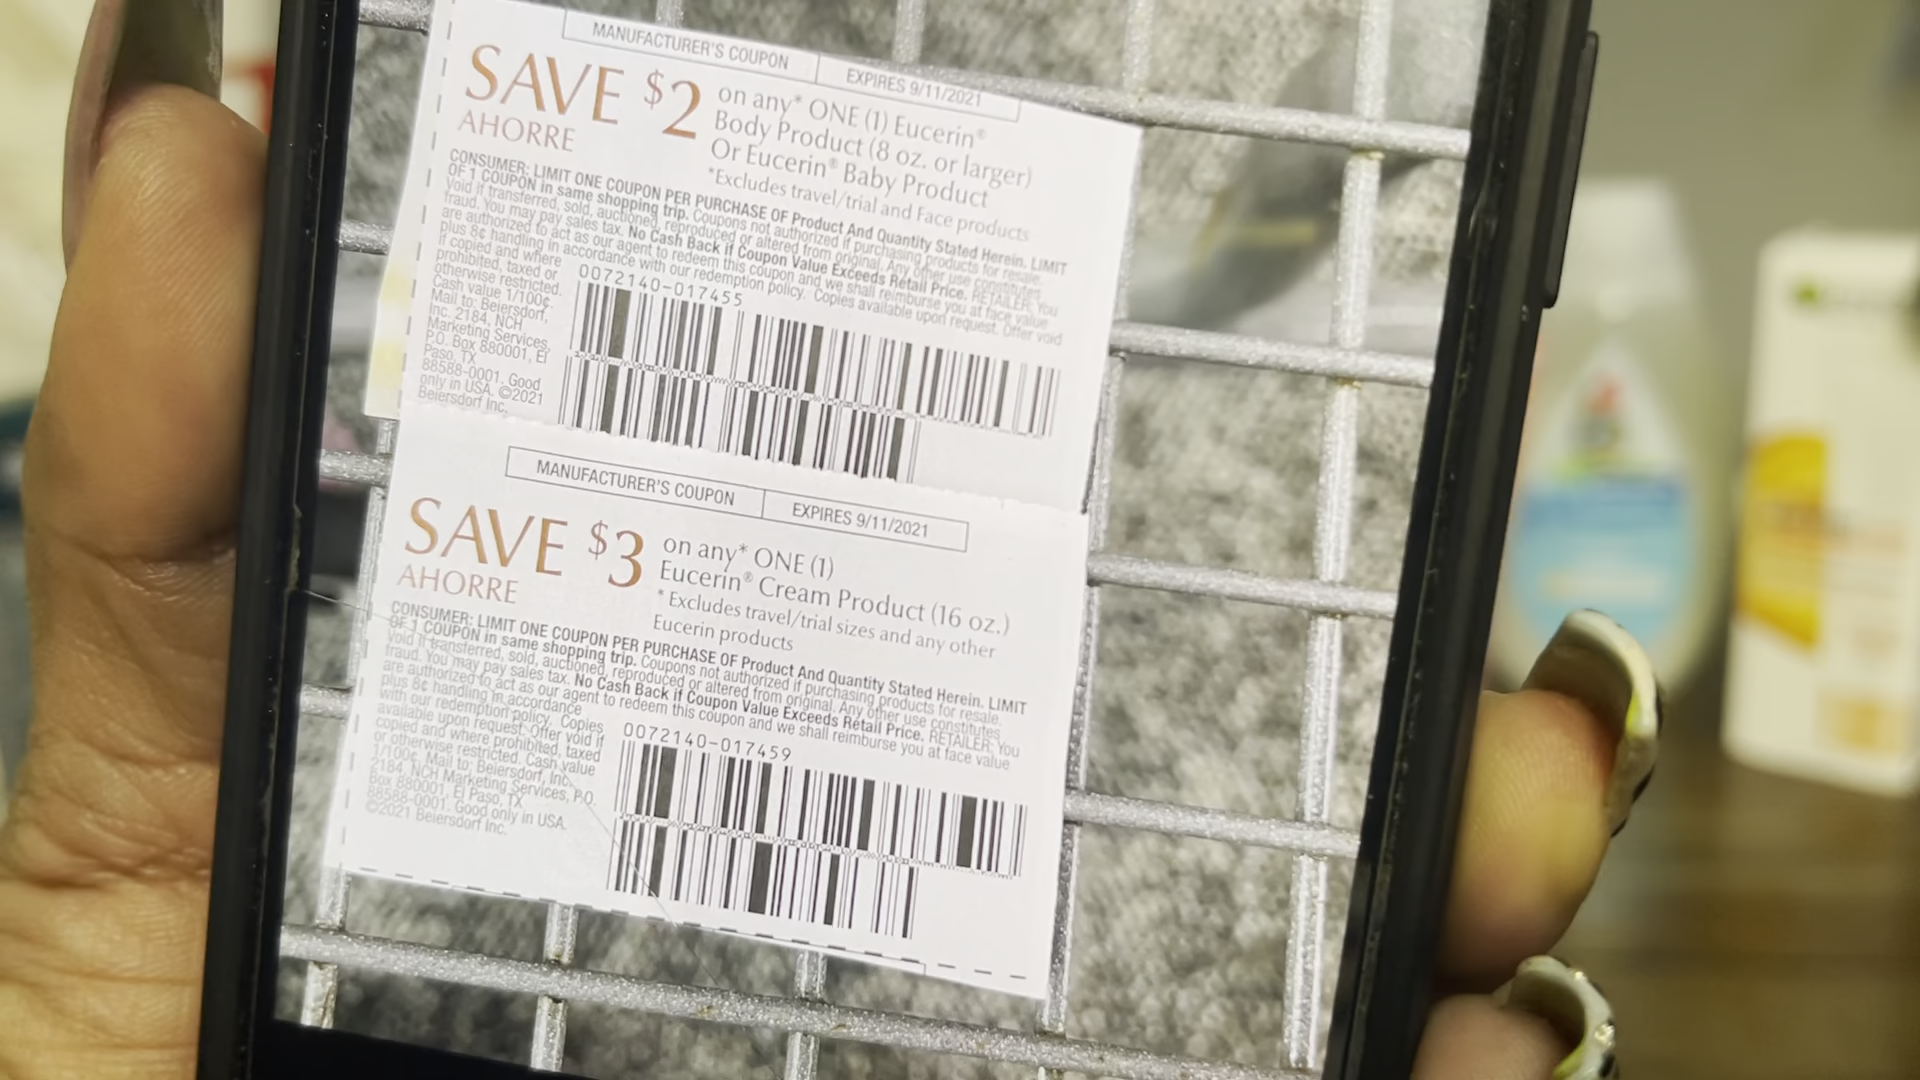 MANUFACTURER'S COUPON EXPIRES 9/11/2021
SAVE $2
AHORRE
on any* ONE (1) Eucerin®
Body Product (8 oz. or larger)
Or Eucerin® Baby Product
*Excludes travel/trial and Face products
CONSUMER: LIMIT ONE COUPON PER PURCHASE OF Product And Quantity Stated Herein. LIMIT
OF 1 COUPON in same shopping trip. Coupons not authorized if purchasing products for resale.
Void if transferred, sold, auctioned, reproduced or altered from original. Any other use constitutes
fraud. You may pay sales tax. No Cash Back if Coupon Value Exceeds Retail Price. RETAILER: You
are authorized to act as our agent to redeem this coupon and we shall reimburse you at face value
plus 8¢ handling in accordance with our redemption policy. Copies available upon request. Offer void
if copied and where
prohibited, taxed or
otherwise restricted.
Cash value 1/100¢.
Mail to: Beiersdorf,
Inc. 2184, NCH
Marketing Services,
P.O. Box 880001, El
Paso, TX
88588-0001. Good
only in USA. ©2021
Beiersdorf Inc.
0072140-017455
MANUFACTURER'S COUPON EXPIRES 9/11/2021
SAVE $3
AHORRE
on any* ONE (1)
Eucerin® Cream Product (16 oz.)
* Excludes travel/trial sizes and any other
Eucerin products
CONSUMER: LIMIT ONE COUPON PER PURCHASE OF Product And Quantity Stated Herein. LIMIT
OF 1 COUPON in same shopping trip. Coupons not authorized if purchasing products for resale.
Void if transferred, sold, auctioned, reproduced or altered from original. Any other use constitutes
fraud. You may pay sales tax. No Cash Back if Coupon Value Exceeds Retail Price. RETAILER: You
are authorized to act as our agent to redeem this coupon and we shall reimburse you at face value
plus 8¢ handling in accordance
with our redemption policy. Copies
available upon request. Offer void if
copied and where prohibited, taxed
or otherwise restricted. Cash value
1/100¢. Mail to: Beiersdorf, Inc.
2184, NCH Marketing Services, P.O.
Box 880001, El Paso, TX
88588-0001. Good only in USA.
©2021 Beiersdorf Inc.
0072140-017459